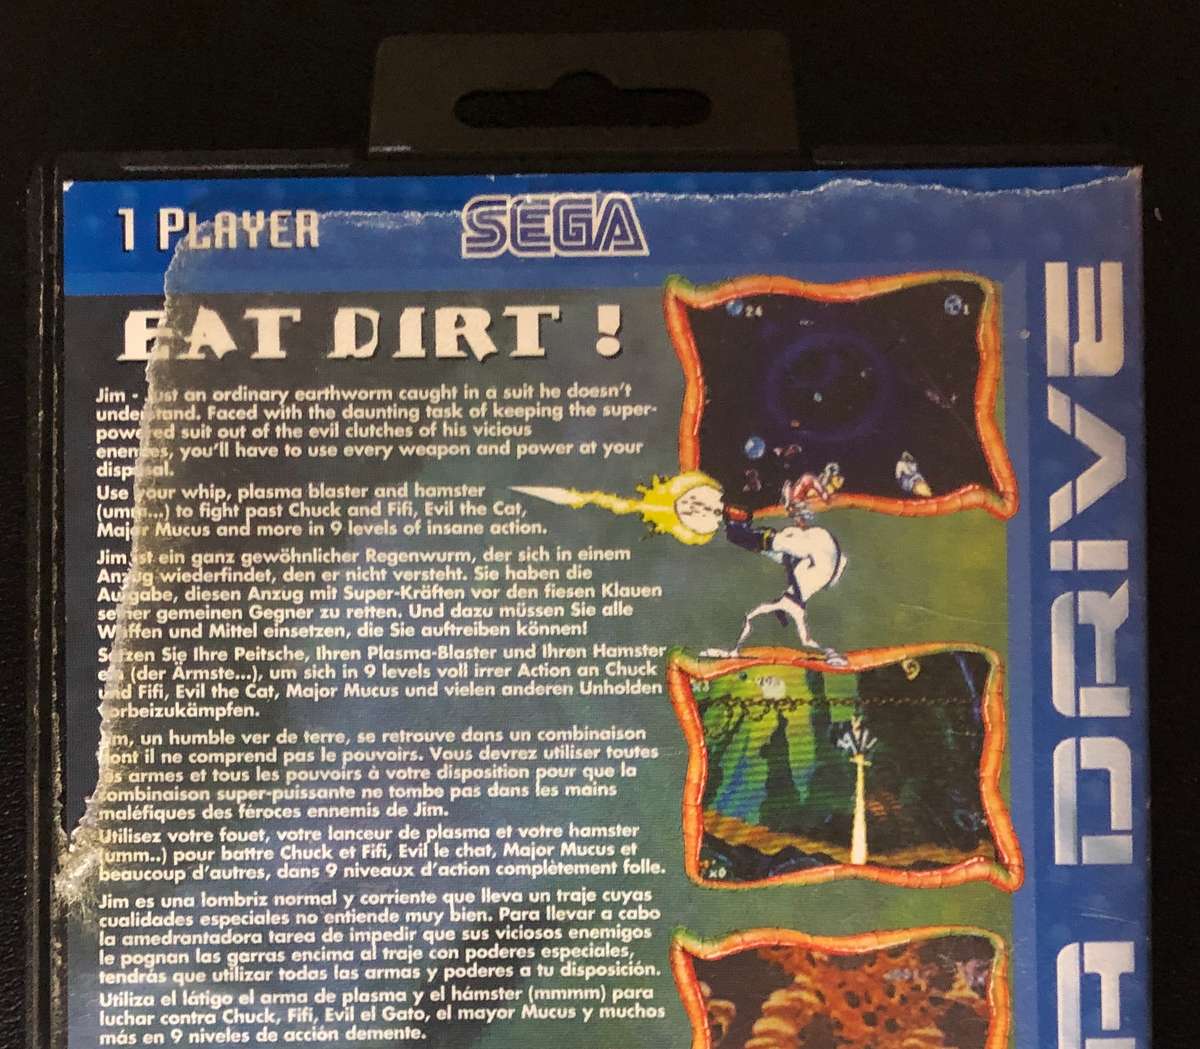 1 PLAYER
SEGA
EAT DIRT !
Jim - Just an ordinary earthworm caught in a suit he doesn't
understand. Faced with the daunting task of keeping the super-
powered suit out of the evil clutches of his vicious
enemies, you'll have to use every weapon and power at your
disposal.
Use your whip, plasma blaster and hamster
(umm...) to fight past Chuck and Fifi, Evil the Cat,
Major Mucus and more in 9 levels of insane action.
Jim ist ein ganz gewöhnlicher Regenwurm, der sich in einem
Anzug wiederfindet, den er nicht versteht. Sie haben die
Aufgabe, diesen Anzug mit Super-Kräften vor den fiesen Klauen
seiner gemeinen Gegner zu retten. Und dazu müssen Sie alle
Waffen und Mittel einsetzen, die Sie auftreiben können!
Setzen Sie Ihre Peitsche, Ihren Plasma-Blaster und Ihren Hamster
ein (der Ärmste...), um sich in 9 levels voll irrer Action an Chuck
und Fifi, Evil the Cat, Major Mucus und vielen anderen Unholden
vorbeizukämpfen.
Jim, un humble ver de terre, se retrouve dans un combinaison
dont il ne comprend pas le pouvoirs. Vous devrez utiliser toutes
les armes et tous les pouvoirs à votre disposition pour que la
combinaison super-puissante ne tombe pas dans les mains
maléfiques des féroces ennemis de Jim.
Utilisez votre fouet, votre lanceur de plasma et votre hamster
(umm..) pour battre Chuck et Fifi, Evil le chat, Major Mucus et
beaucoup d'autres, dans 9 niveaux d'action complètement folle.
Jim es una lombriz normal y corriente que lleva un traje cuyas
cualidades especiales no entiende muy bien. Para llevar a cabo
la amedrantadora tarea de impedir que sus viciosos enemigos
le pognan las garras encima al traje con poderes especiales,
tendrás que utilizar todas las armas y poderes a tu disposición.
Utiliza el látigo el arma de plasma y el hámster (mmmm) para
luchar contra Chuck, Fifi, Evil el Gato, el mayor Mucus y muchos
más en 9 niveles de acción demente.
24
1
X3
X0
A DRIVE